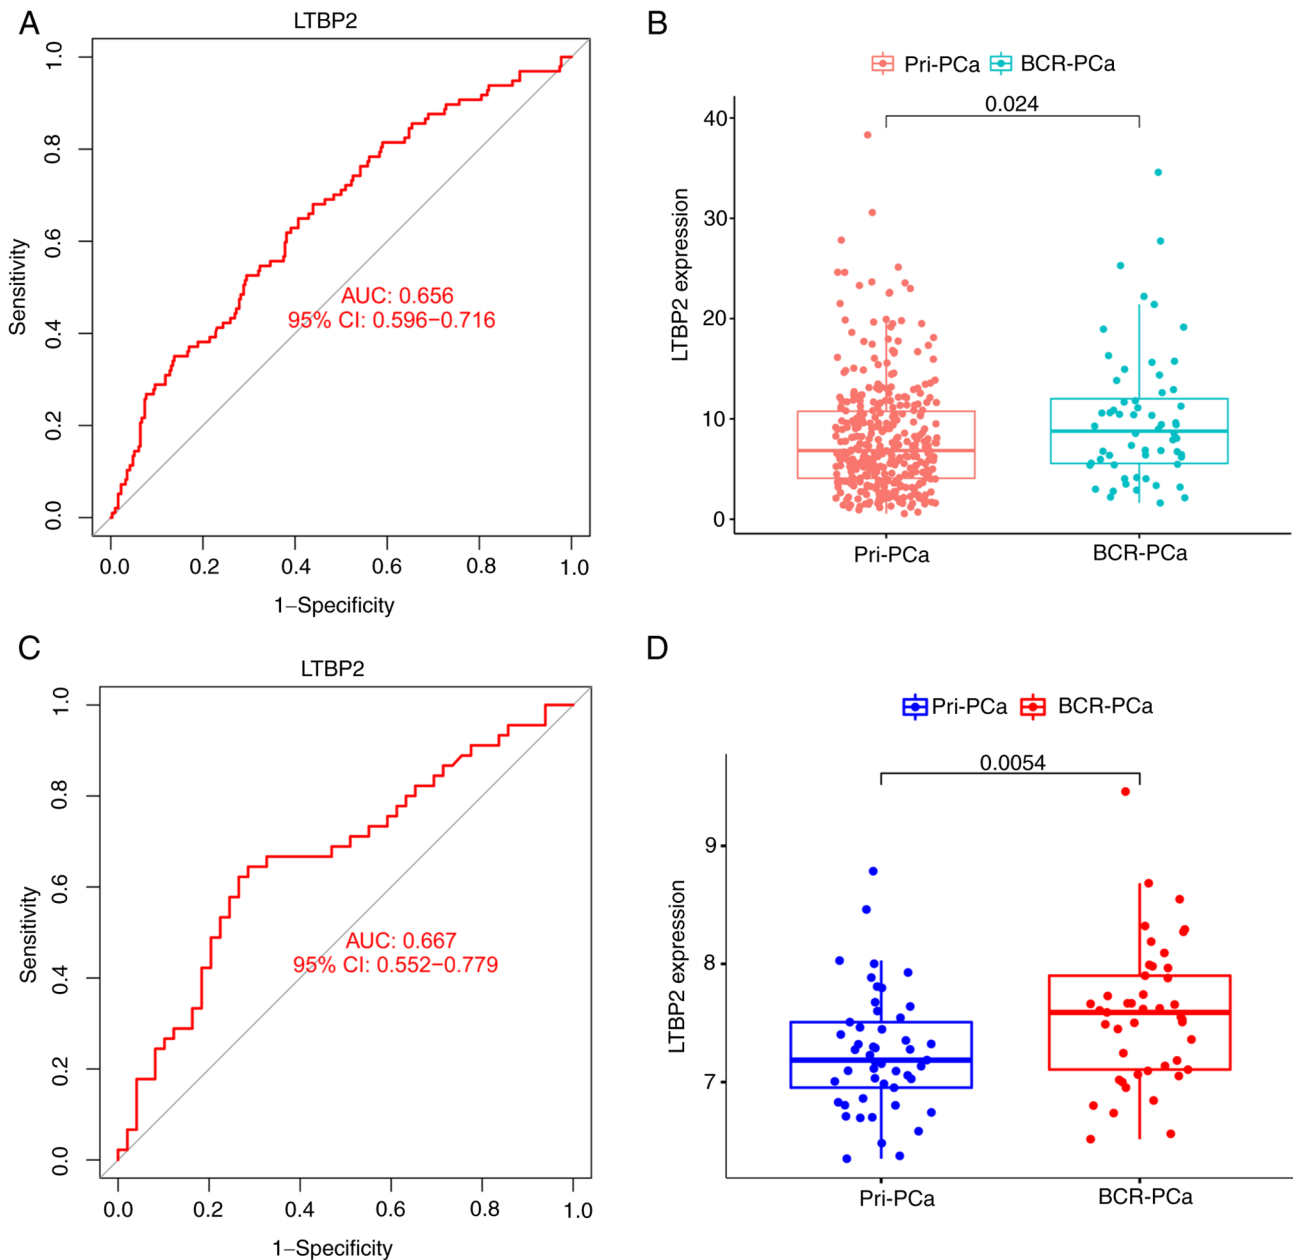 A
LTBP2
1.0
0.8
0.6
0.4
0.2
0.0
Sensitivity
AUC: 0.656
95% CI: 0.596−0.716
0.0 0.2 0.4 0.6 0.8 1.0
1−Specificity
B
Pri-PCa BCR-PCa
0.024
40
30
20
10
0
LTBP2 expression
Pri-PCa BCR-PCa
C
LTBP2
1.0
0.8
0.6
0.4
0.2
0.0
Sensitivity
AUC: 0.667
95% CI: 0.552−0.779
0.0 0.2 0.4 0.6 0.8 1.0
1−Specificity
D
Pri-PCa BCR-PCa
0.0054
9
8
7
LTBP2 expression
Pri-PCa BCR-PCa